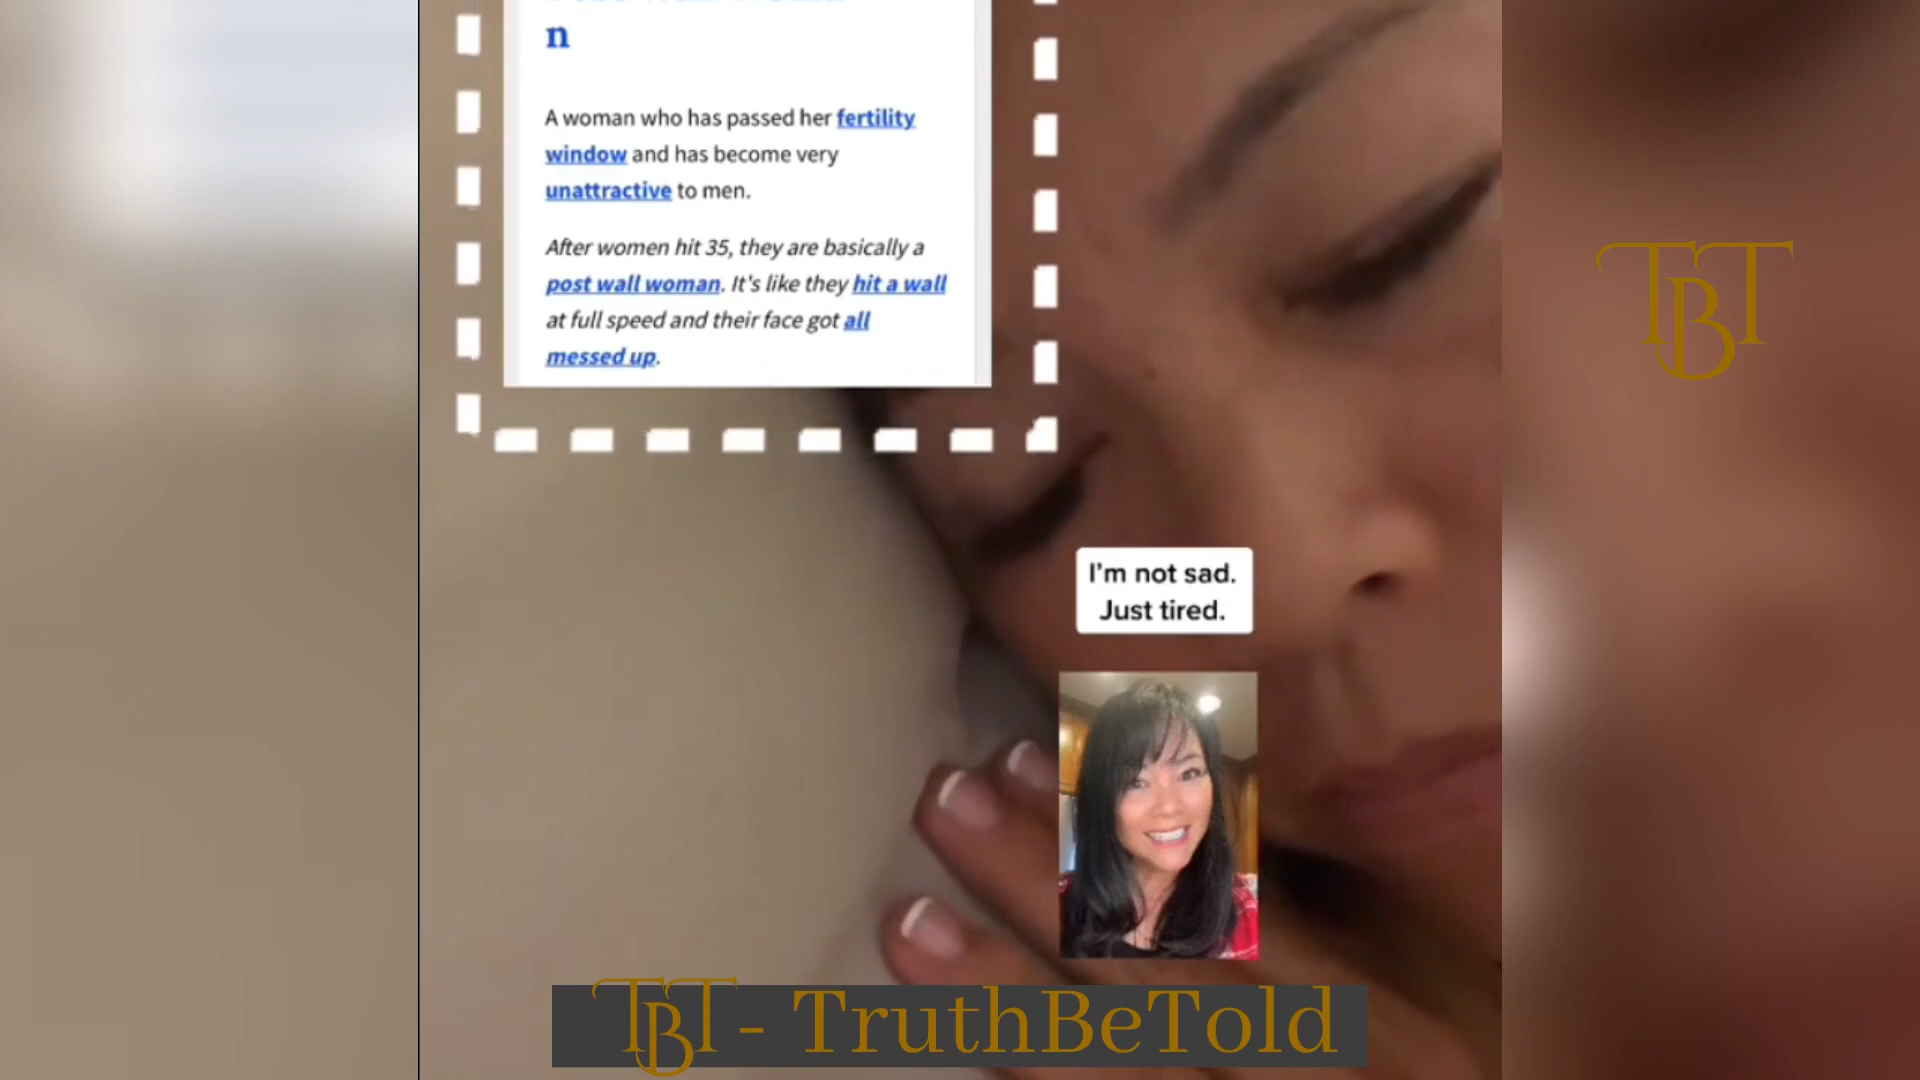 n
A woman who has passed her fertility
window and has become very
unattractive to men.
After women hit 35, they are basically a
post wall woman. It's like they hit a wall
at full speed and their face got all
messed up.
TBT
I'm not sad.
Just tired.
TBT - TruthBeTold